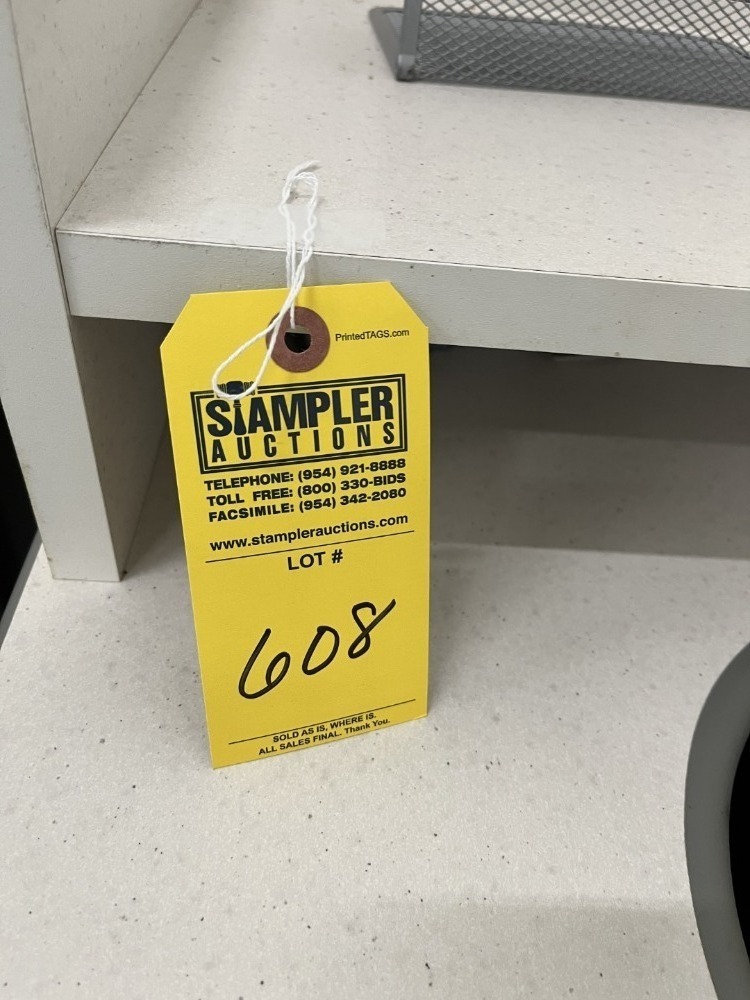 PrintedTAGS.com
STAMPLER
AUCTIONS
TELEPHONE: (954) 921-8888
TOLL FREE: (800) 330-BIDS
FACSIMILE: (954) 342-2080
www.stamplerauctions.com
LOT #
608
SOLD AS IS, WHERE IS.
ALL SALES FINAL. Thank You.